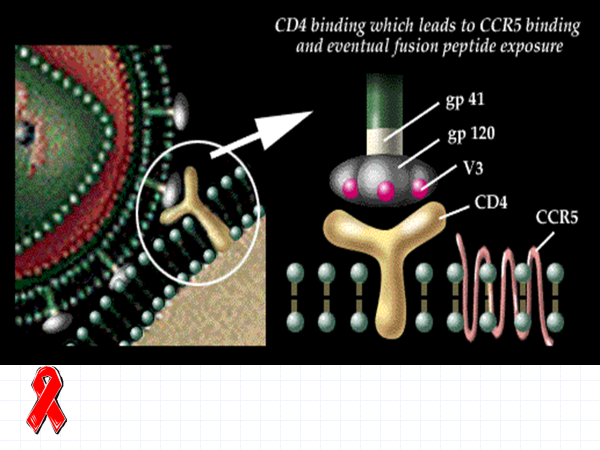 CD4 binding which leads to CCR5 binding
and eventual fusion peptide exposure
gp 41
gp 120
V3
CD4
CCR5